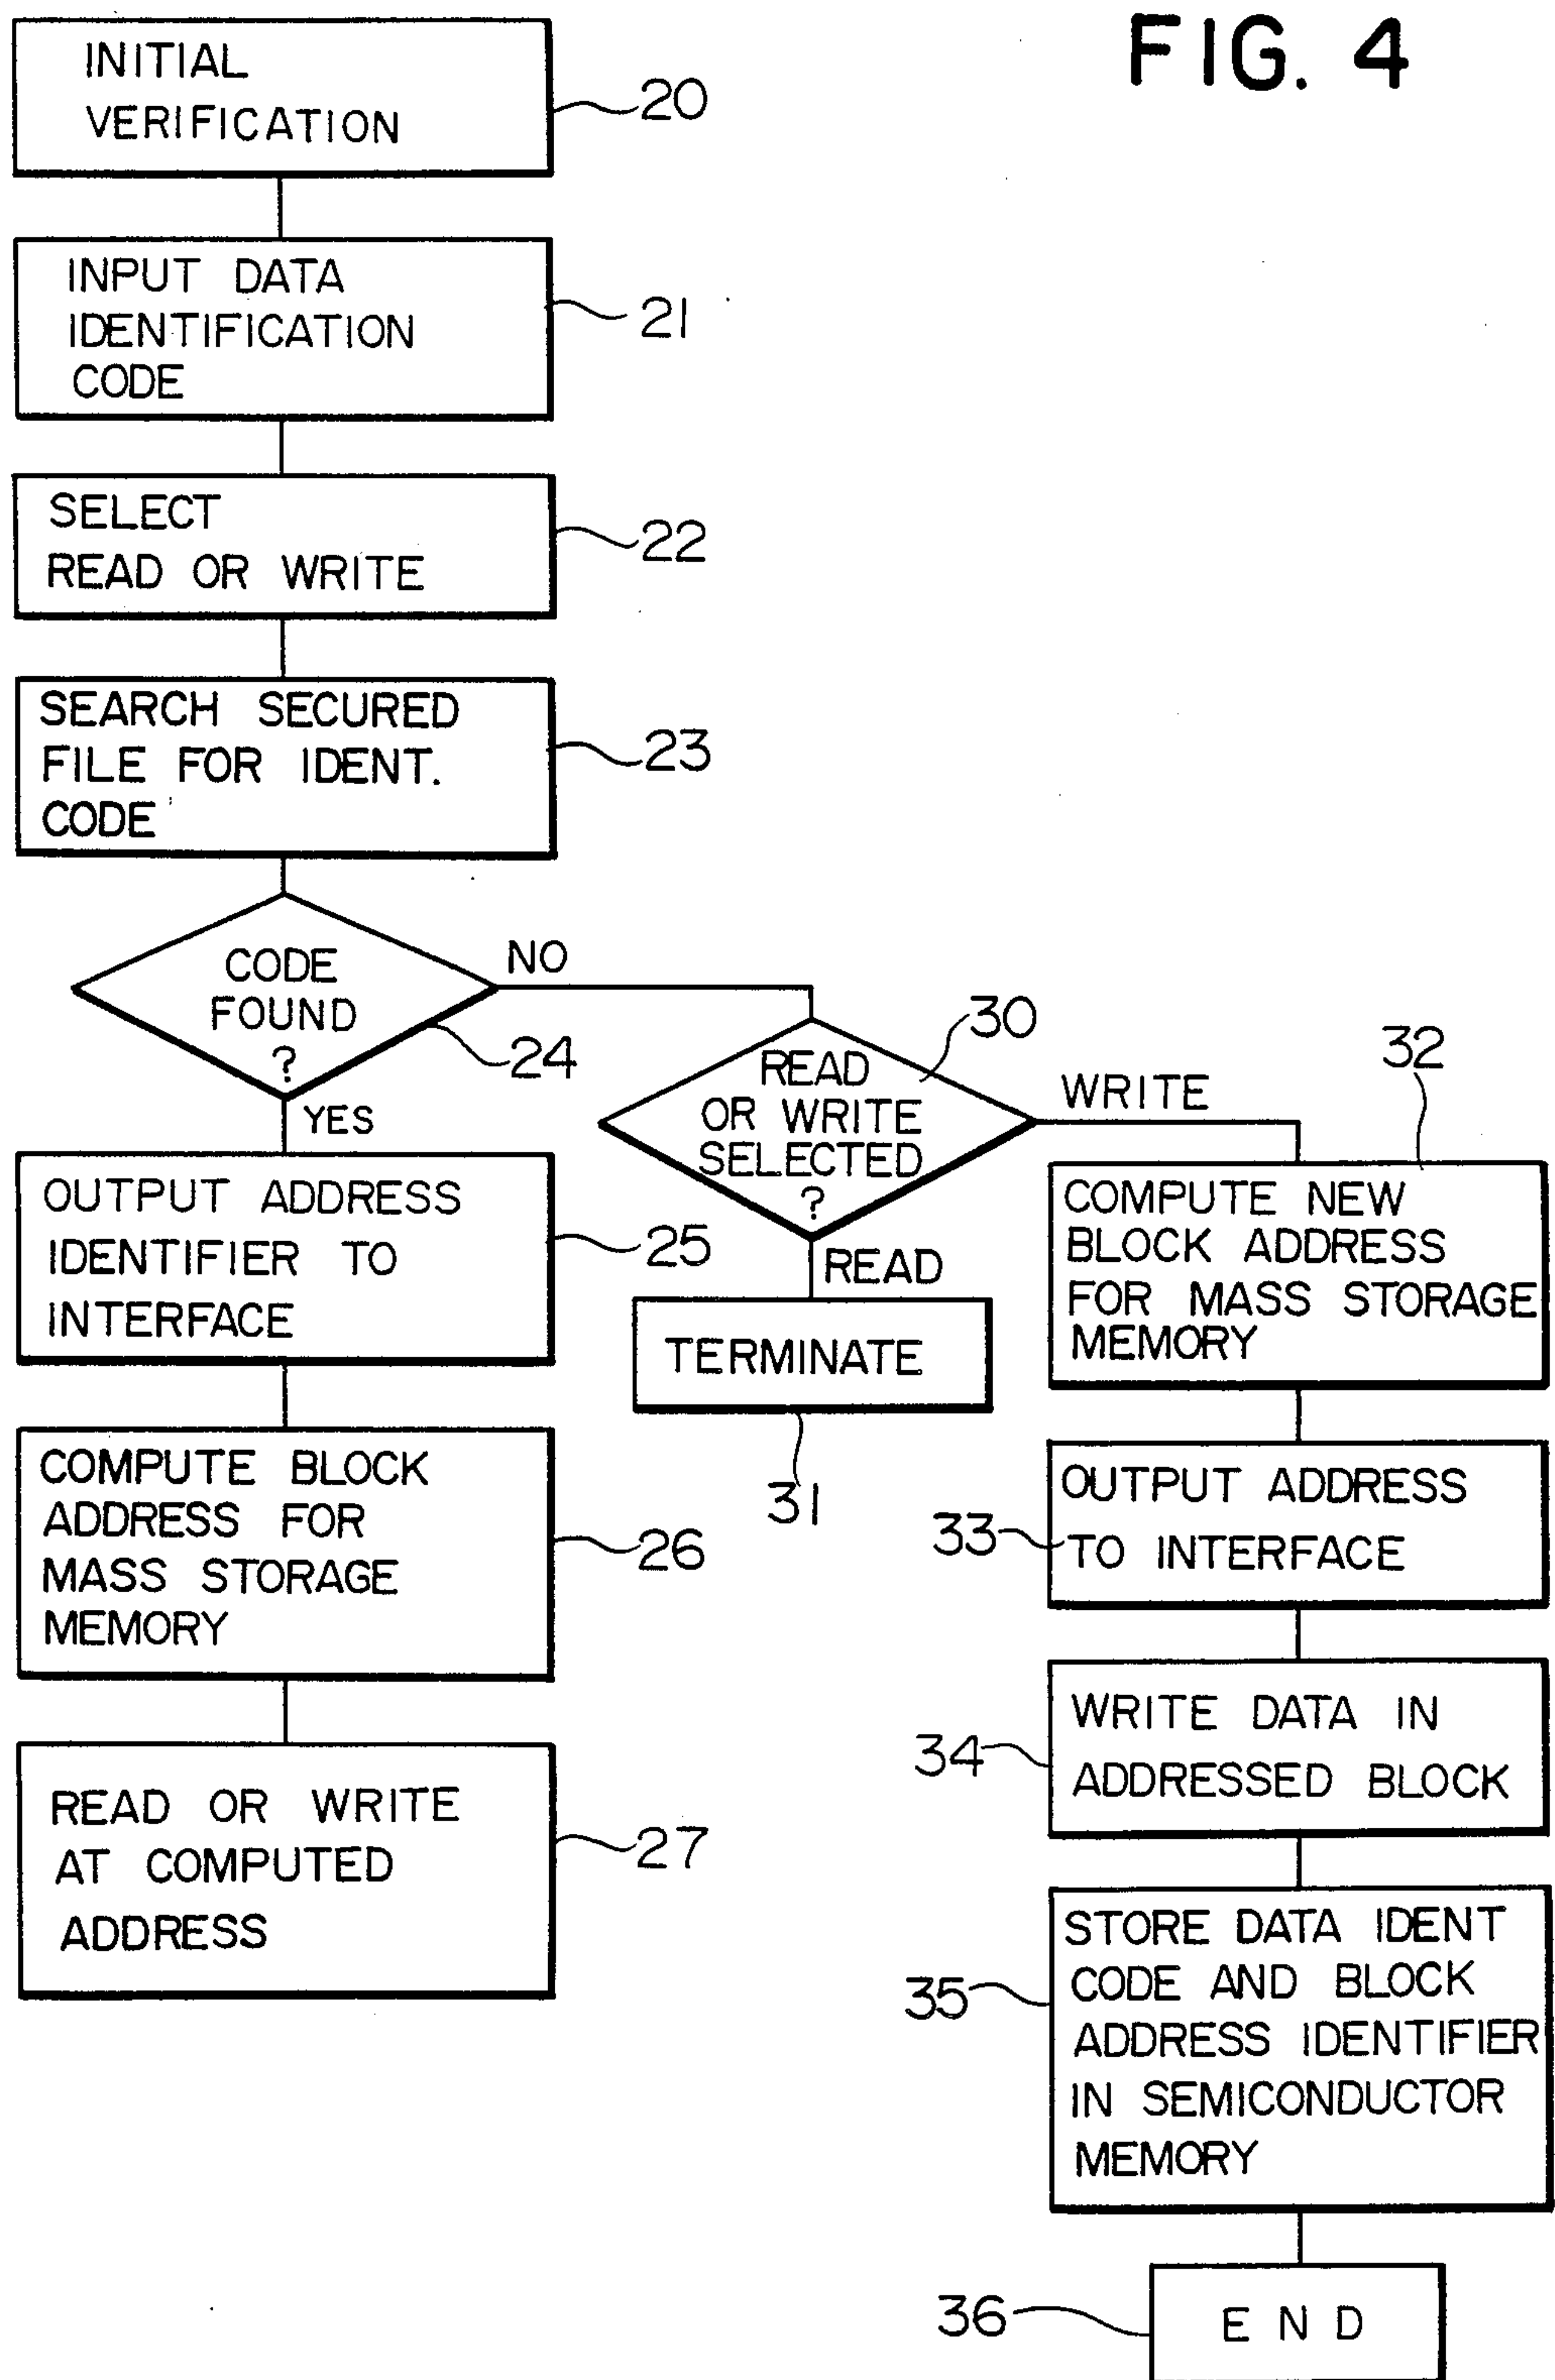 FIG. 4
INITIAL
VERIFICATION
20
INPUT DATA
IDENTIFICATION
CODE
21
SELECT
READ OR WRITE
22
SEARCH SECURED
FILE FOR IDENT.
CODE
23
CODE
FOUND
?
24
NO
YES
OUTPUT ADDRESS
IDENTIFIER TO
INTERFACE
25
COMPUTE BLOCK
ADDRESS FOR
MASS STORAGE
MEMORY
26
READ OR WRITE
AT COMPUTED
ADDRESS
27
READ
OR WRITE
SELECTED
?
30
WRITE
READ
TERMINATE
31
32
COMPUTE NEW
BLOCK ADDRESS
FOR MASS STORAGE
MEMORY
OUTPUT ADDRESS
TO INTERFACE
33
WRITE DATA IN
ADDRESSED BLOCK
34
STORE DATA IDENT
CODE AND BLOCK
ADDRESS IDENTIFIER
IN SEMICONDUCTOR
MEMORY
35
END
36